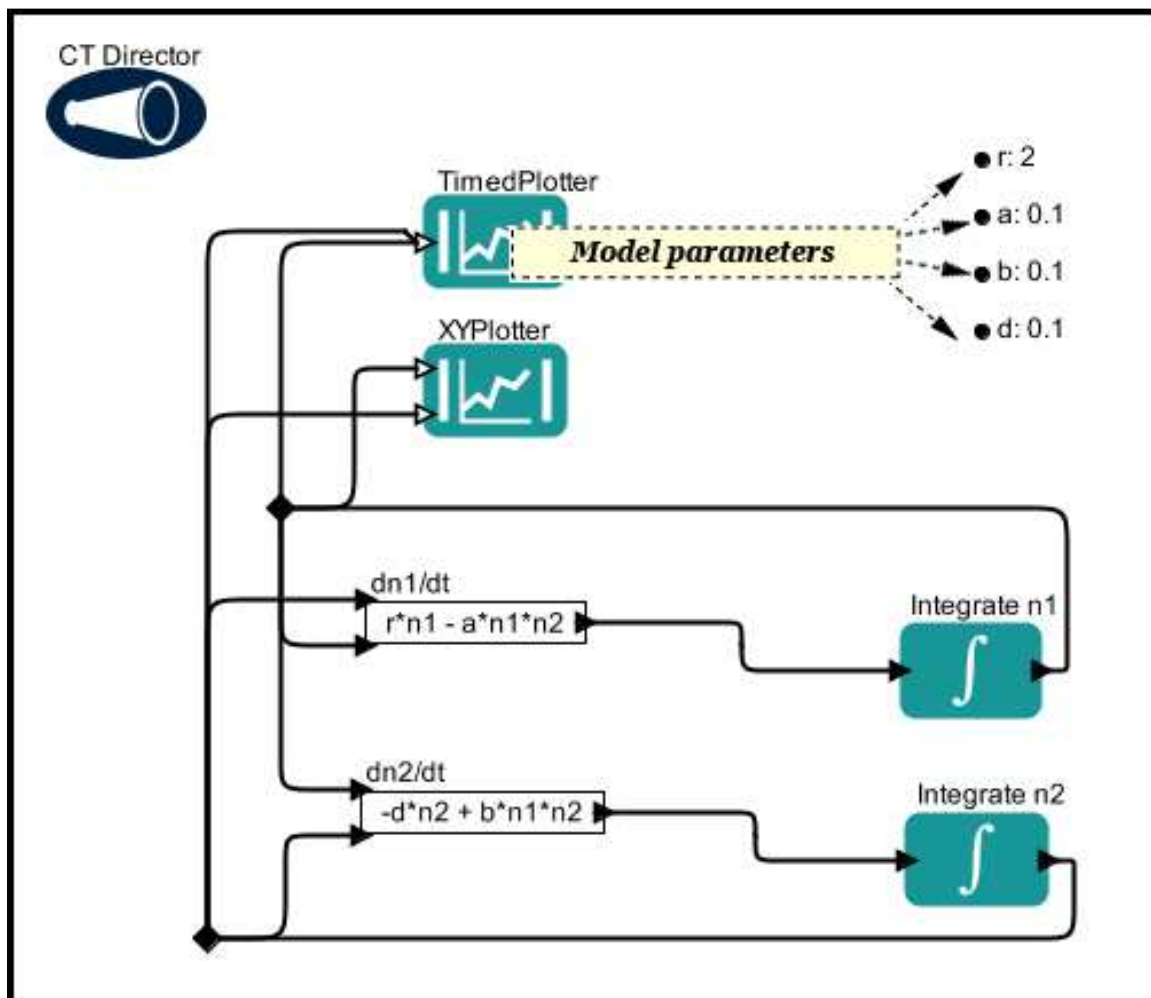 CT Director
TimedPlotter
Model parameters
r: 2
a: 0.1
b: 0.1
d: 0.1
XYPlotter
dn1/dt
r*n1 - a*n1*n2
Integrate n1
dn2/dt
-d*n2 + b*n1*n2
Integrate n2